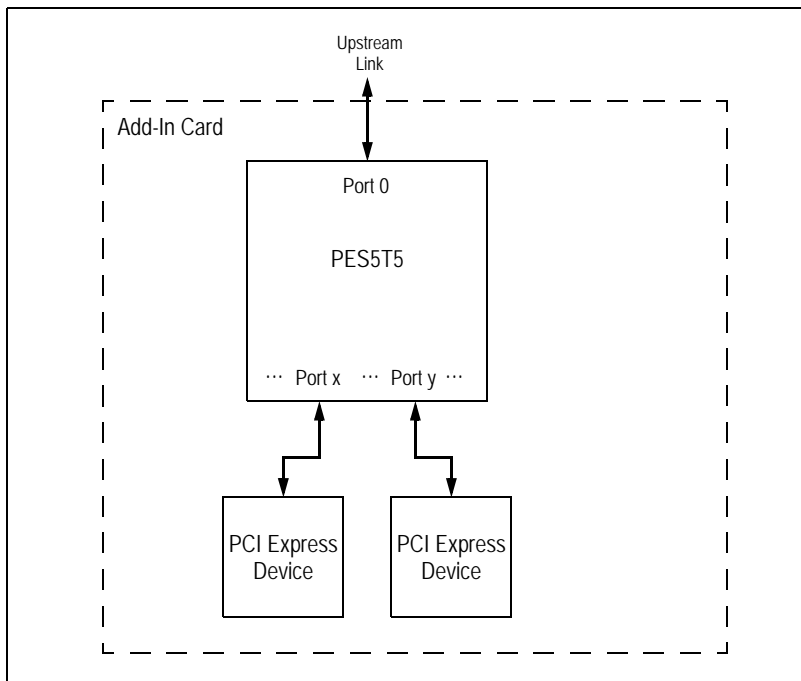 Upstream
Link
Add-In Card
Port 0
PES5T5
... Port x ... Port y ...
PCI Express
Device
PCI Express
Device